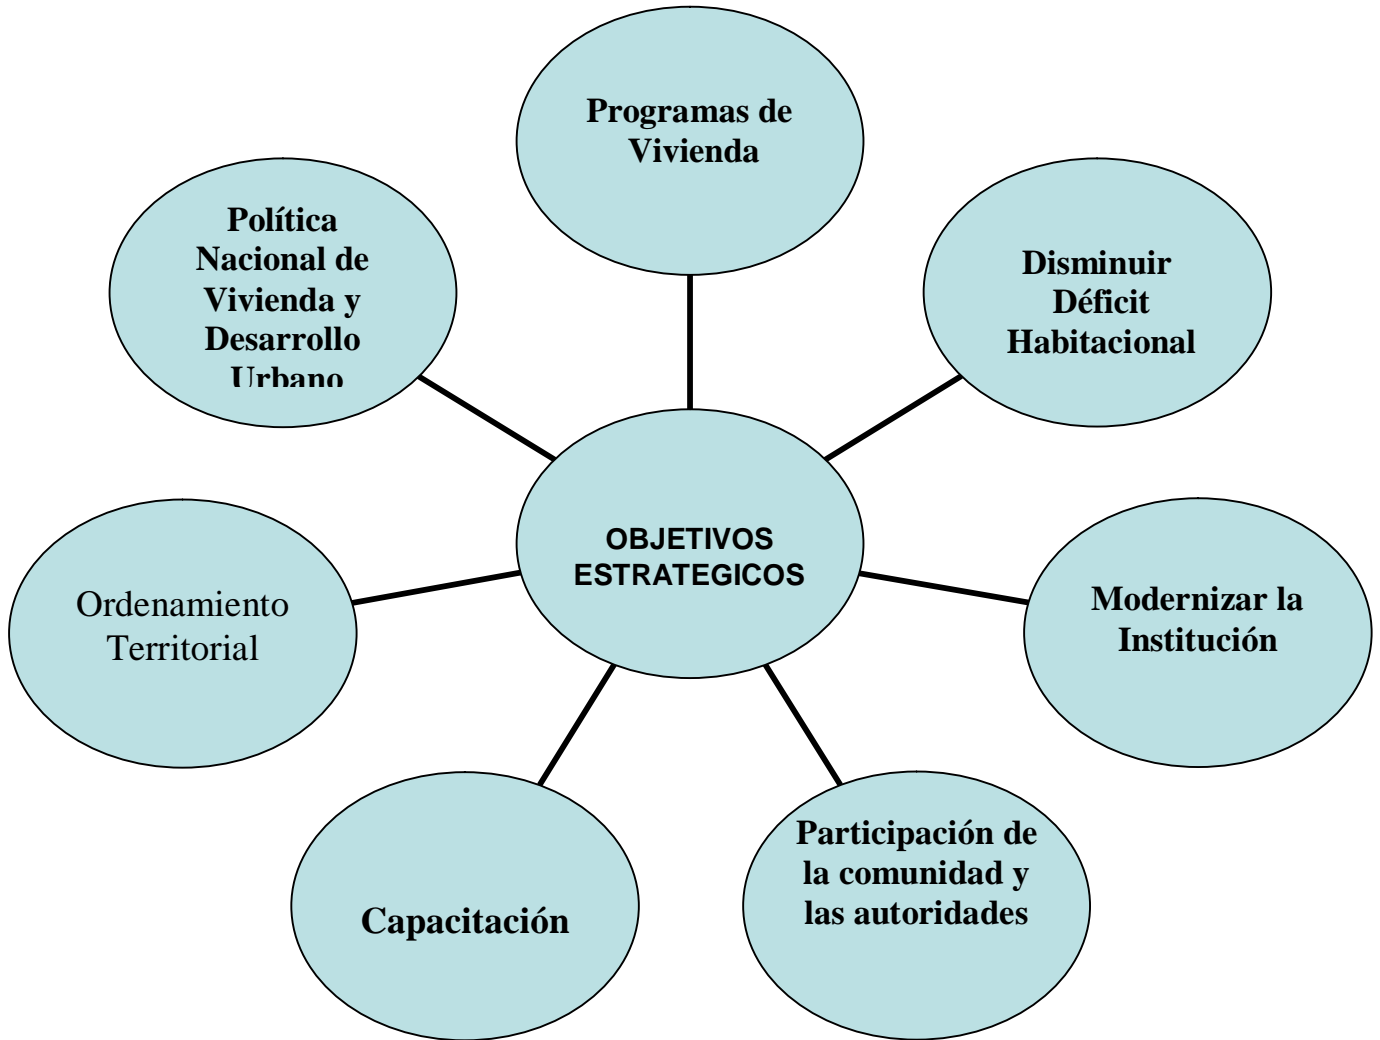 Programas de
Vivienda
Política
Nacional de
Vivienda y
Desarrollo
Urbano
Disminuir
Déficit
Habitacional
OBJETIVOS
ESTRATEGICOS
Ordenamiento
Territorial
Modernizar la
Institución
Capacitación
Participación de
la comunidad y
las autoridades